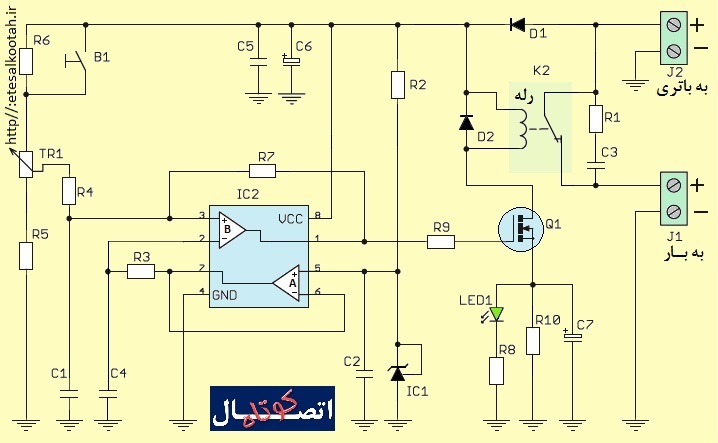 http//:etesalkootah.ir
R6
B1
C5
C6
R2
D1
K2
رله
D2
R1
C3
+
−
J2
به باتری
TR1
R4
R5
R7
IC2
3
2
7
4
GND
VCC
8
1
5
6
+
−
B
+
−
A
R3
R9
Q1
+
−
J1
به بار
C1
C4
C2
IC1
LED1
R8
R10
C7
+
+
اتصال کوتاه